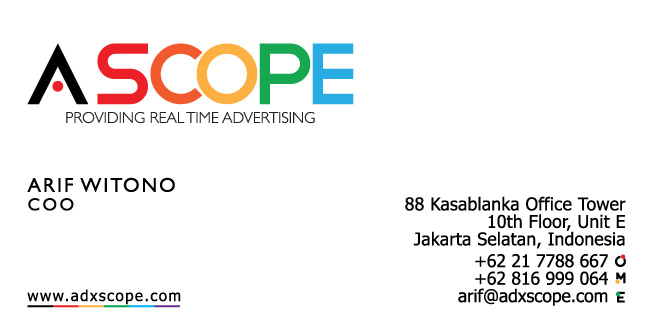 ASCOPE
PROVIDING REAL TIME ADVERTISING
ARIF WITONO
COO
88 Kasablanka Office Tower
10th Floor, Unit E
Jakarta Selatan, Indonesia
+62 21 7788 667 O
+62 816 999 064 M
arif@adxscope.com E
www.adxscope.com